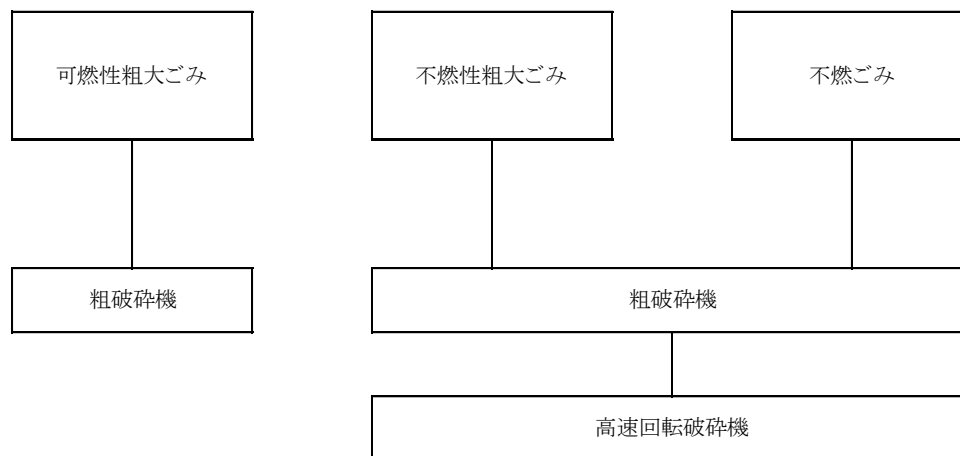 可燃性粗大ごみ
不燃性粗大ごみ
不燃ごみ
粗破砕機
粗破砕機
高速回転破砕機